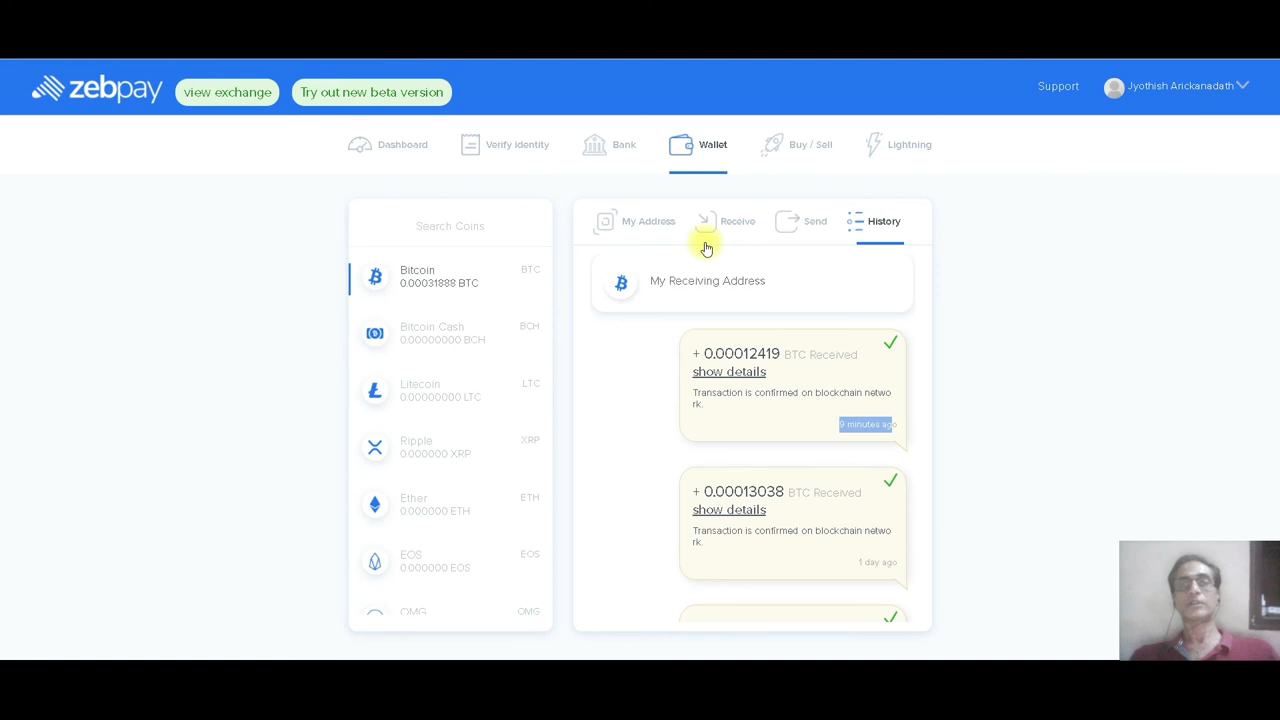 zebpay
view exchange
Try out new beta version
Support
Jyothish Arickanadath
Dashboard
Verify identity
Bank
Wallet
Buy / Sell
Lightning
Search Coins
Bitcoin
BTC
0.00031888 BTC
Bitcoin Cash
BCH
0.00000000 BCH
Litecoin
LTC
0.00000000 LTC
Ripple
XRP
0.000000 XRP
Ether
ETH
0.000000 ETH
EOS
EOS
0.000000 EOS
OMG
OMG
My Address
Receive
Send
History
My Receiving Address
+ 0.00012419 BTC Received
show details
Transaction is confirmed on blockchain netwo
rk.
9 minutes ago
+ 0.00013038 BTC Received
show details
Transaction is confirmed on blockchain netwo
rk.
1 day ago